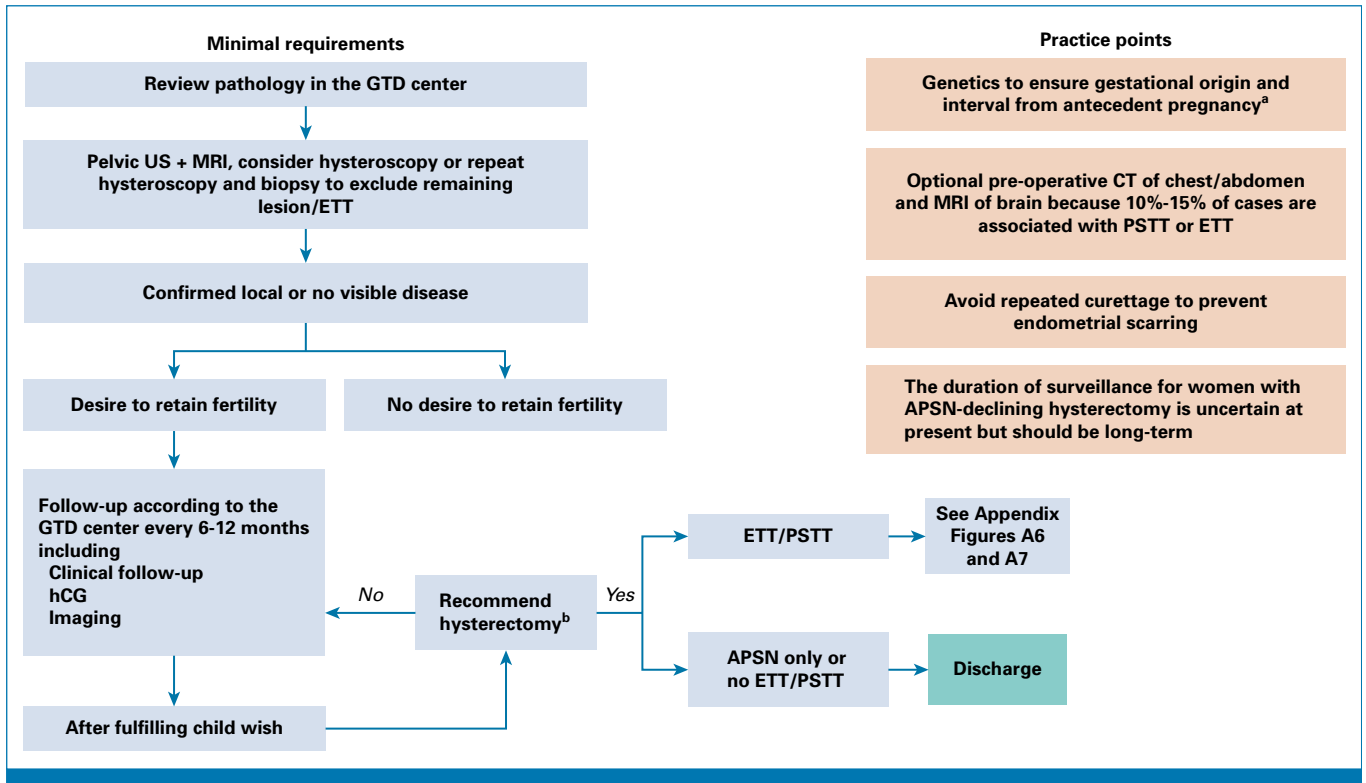 Minimal requirements
Review pathology in the GTD center
Pelvic US + MRI, consider hysteroscopy or repeat
hysteroscopy and biopsy to exclude remaining
lesion/ETT
Confirmed local or no visible disease
Desire to retain fertility
No desire to retain fertility
Follow-up according to the
GTD center every 6-12 months
including
Clinical follow-up
hCG
Imaging
After fulfilling child wish
No
Recommend
hysterectomyb
Yes
ETT/PSTT
See Appendix
Figures A6
and A7
APSN only or
no ETT/PSTT
Discharge
Practice points
Genetics to ensure gestational origin and
interval from antecedent pregnancya
Optional pre-operative CT of chest/abdomen
and MRI of brain because 10%-15% of cases are
associated with PSTT or ETT
Avoid repeated curettage to prevent
endometrial scarring
The duration of surveillance for women with
APSN-declining hysterectomy is uncertain at
present but should be long-term